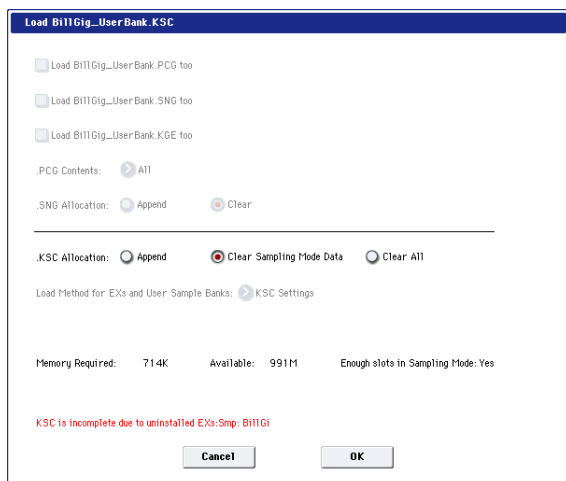 Load BillGig_UserBank.KSC
Load BillGig_UserBank.PCG too
Load BillGig_UserBank.SNG too
Load BillGig_UserBank.KGE too
.PCG Contents: All
.SNG Allocation: Append Clear
.KSC Allocation: Append Clear Sampling Mode Data Clear All
Load Method for EXs and User Sample Banks: KSC Settings
Memory Required: 714K Available: 991M Enough slots in Sampling Mode: Yes
KSC is incomplete due to uninstalled EXs:Smp: BillGi
Cancel OK